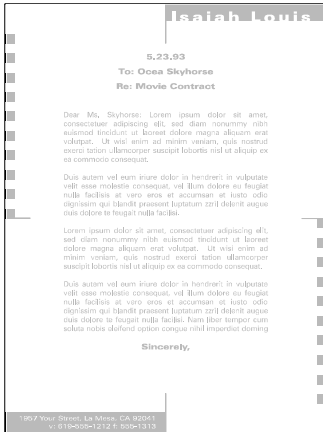 Isaiah Louis
5.23.93
To: Ocea Skyhorse
Re: Movie Contract
Dear Ms, Skyhorse: Lorem ipsum dolor sit amet,
consectetuer adipiscing elit, sed diam nonummy nibh
euismod tincidunt ut laoreet dolore magna aliquam erat
volutpat. Ut wisi enim ad minim veniam, quis nostrud
exerci tation ullamcorper suscipit lobortis nisl ut aliquip ex
ea commodo consequat.
Duis autem vel eum iriure dolor in hendrerit in vulputate
velit esse molestie consequat, vel illum dolore eu feugiat
nulla facilisis at vero eros et accumsan et iusto odio
dignissim qui blandit praesent luptatum zzril delenit augue
duis dolore te feugait nulla facilisi.
Lorem ipsum dolor sit amet, consectetuer adipiscing elit,
sed diam nonummy nibh euismod tincidunt ut laoreet
dolore magna aliquam erat volutpat. Ut wisi enim ad
minim veniam, quis nostrud exerci tation ullamcorper
suscipit lobortis nisl ut aliquip ex ea commodo consequat.
Duis autem vel eum iriure dolor in hendrerit in vulputate
velit esse molestie consequat, vel illum dolore eu feugiat
nulla facilisis at vero eros et accumsan et iusto odio
dignissim qui blandit praesent luptatum zzril delenit augue
duis dolore te feugait nulla facilisi. Nam liber tempor cum
soluta nobis eleifend option congue nihil imperdiet doming
Sincerely,
1957 Your Street, La Mesa, CA 92041
v: 619-555-1212 f: 555-1313